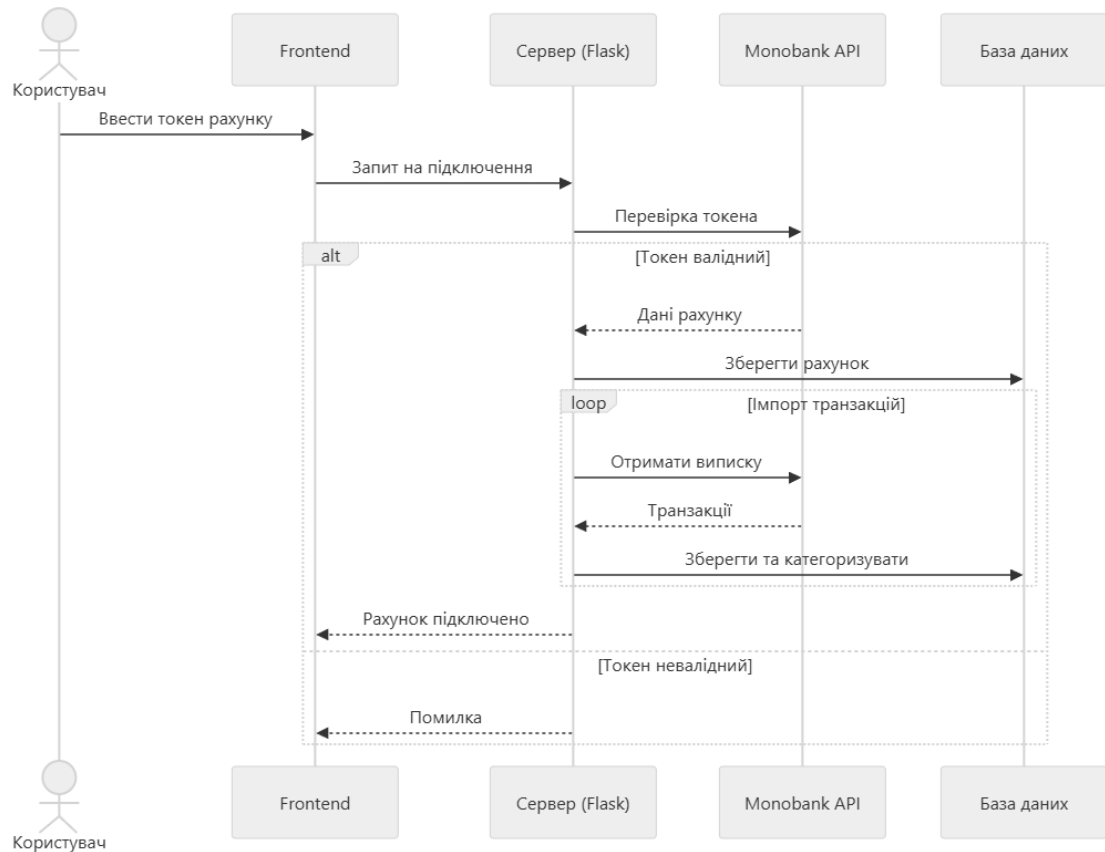 Frontend
Сервер (Flask)
Monobank API
База даних
Користувач
Ввести токен рахунку
Запит на підключення
Перевірка токена
alt
[Токен валідний]
Дані рахунку
Зберегти рахунок
loop
[Імпорт транзакцій]
Отримати виписку
Транзакції
Зберегти та категоризувати
Рахунок підключено
[Токен невалідний]
Помилка
Frontend
Сервер (Flask)
Monobank API
База даних
Користувач